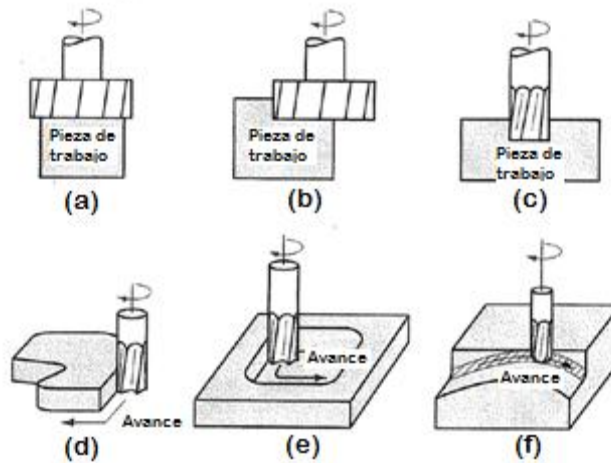 Pieza de
trabajo
(a)
Pieza de
trabajo
(b)
Pieza de
trabajo
(c)
Avance
(d)
Avance
(e)
Avance
(f)